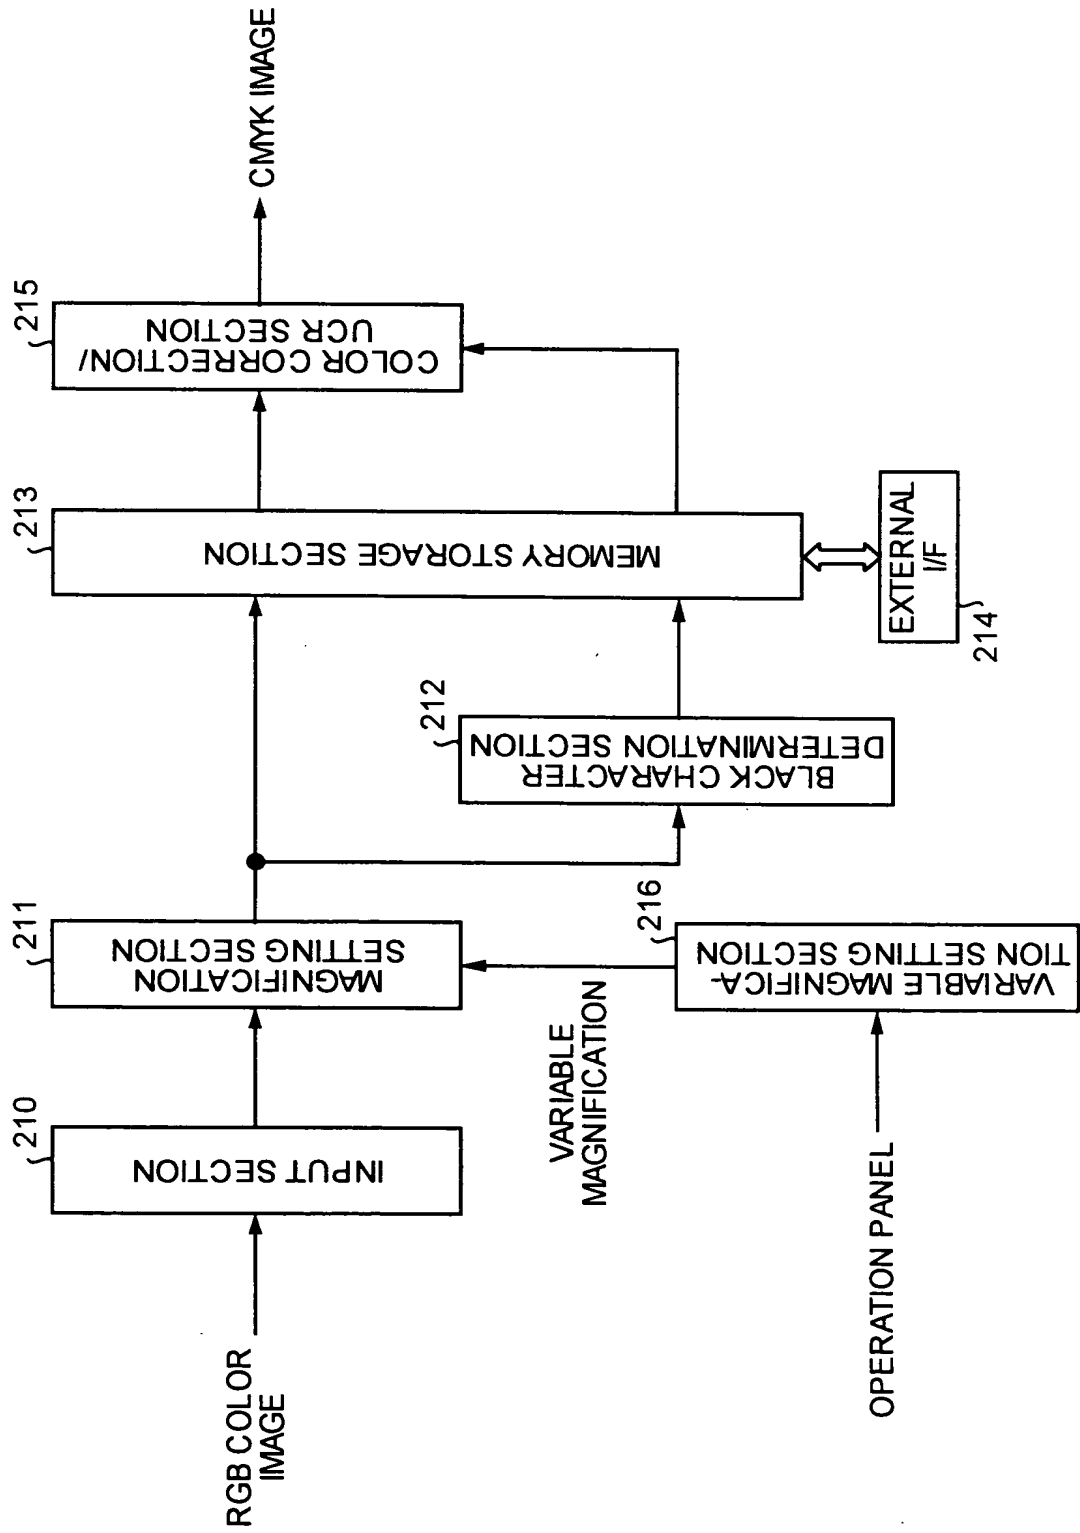 RGB COLOR
IMAGE
210
INPUT SECTION
211
MAGNIFICATION
SETTING SECTION
VARIABLE
MAGNIFICATION
OPERATION PANEL
216
VARIABLE MAGNIFICA-
TION SETTING SECTION
212
BLACK CHARACTER
DETERMINATION SECTION
213
MEMORY STORAGE SECTION
EXTERNAL
I/F
214
215
COLOR CORRECTION/
UCR SECTION
CMYK IMAGE